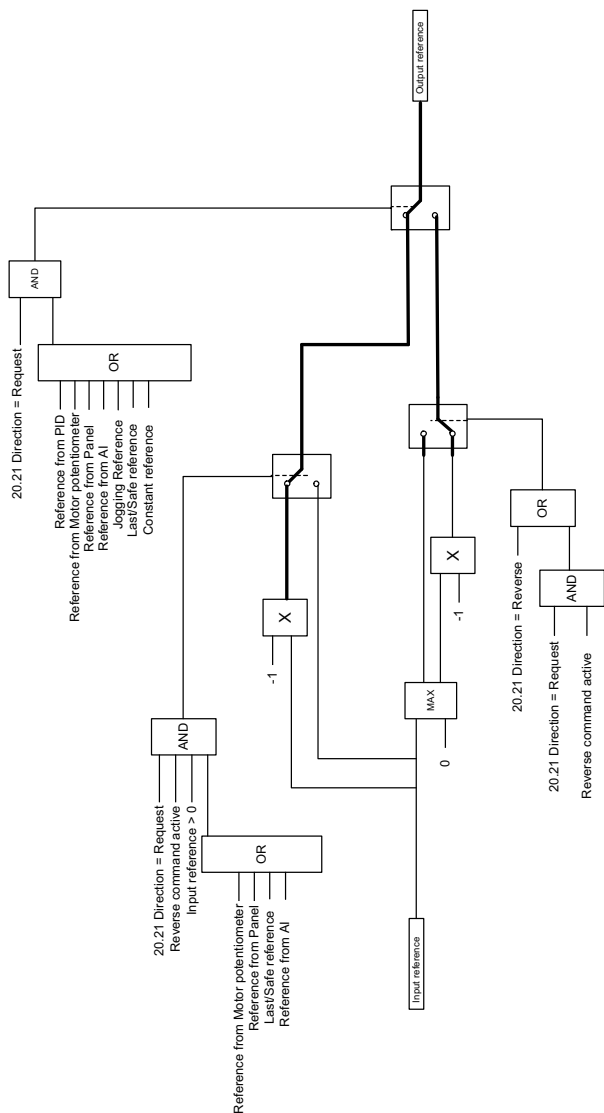 20.21 Direction = Request
AND
Reference from PID
Reference from Motor potentiometer
Reference from Panel
Reference from AI
Jogging Reference
Last/Safe reference
Constant reference
OR
Output reference
20.21 Direction = Request
Reverse command active
Input reference > 0
AND
Reference from Motor potentiometer
Reference from Panel
Last/Safe reference
Reference from AI
OR
-1
X
Input reference
0
MAX
-1
X
20.21 Direction = Reverse
OR
20.21 Direction = Request
Reverse command active
AND